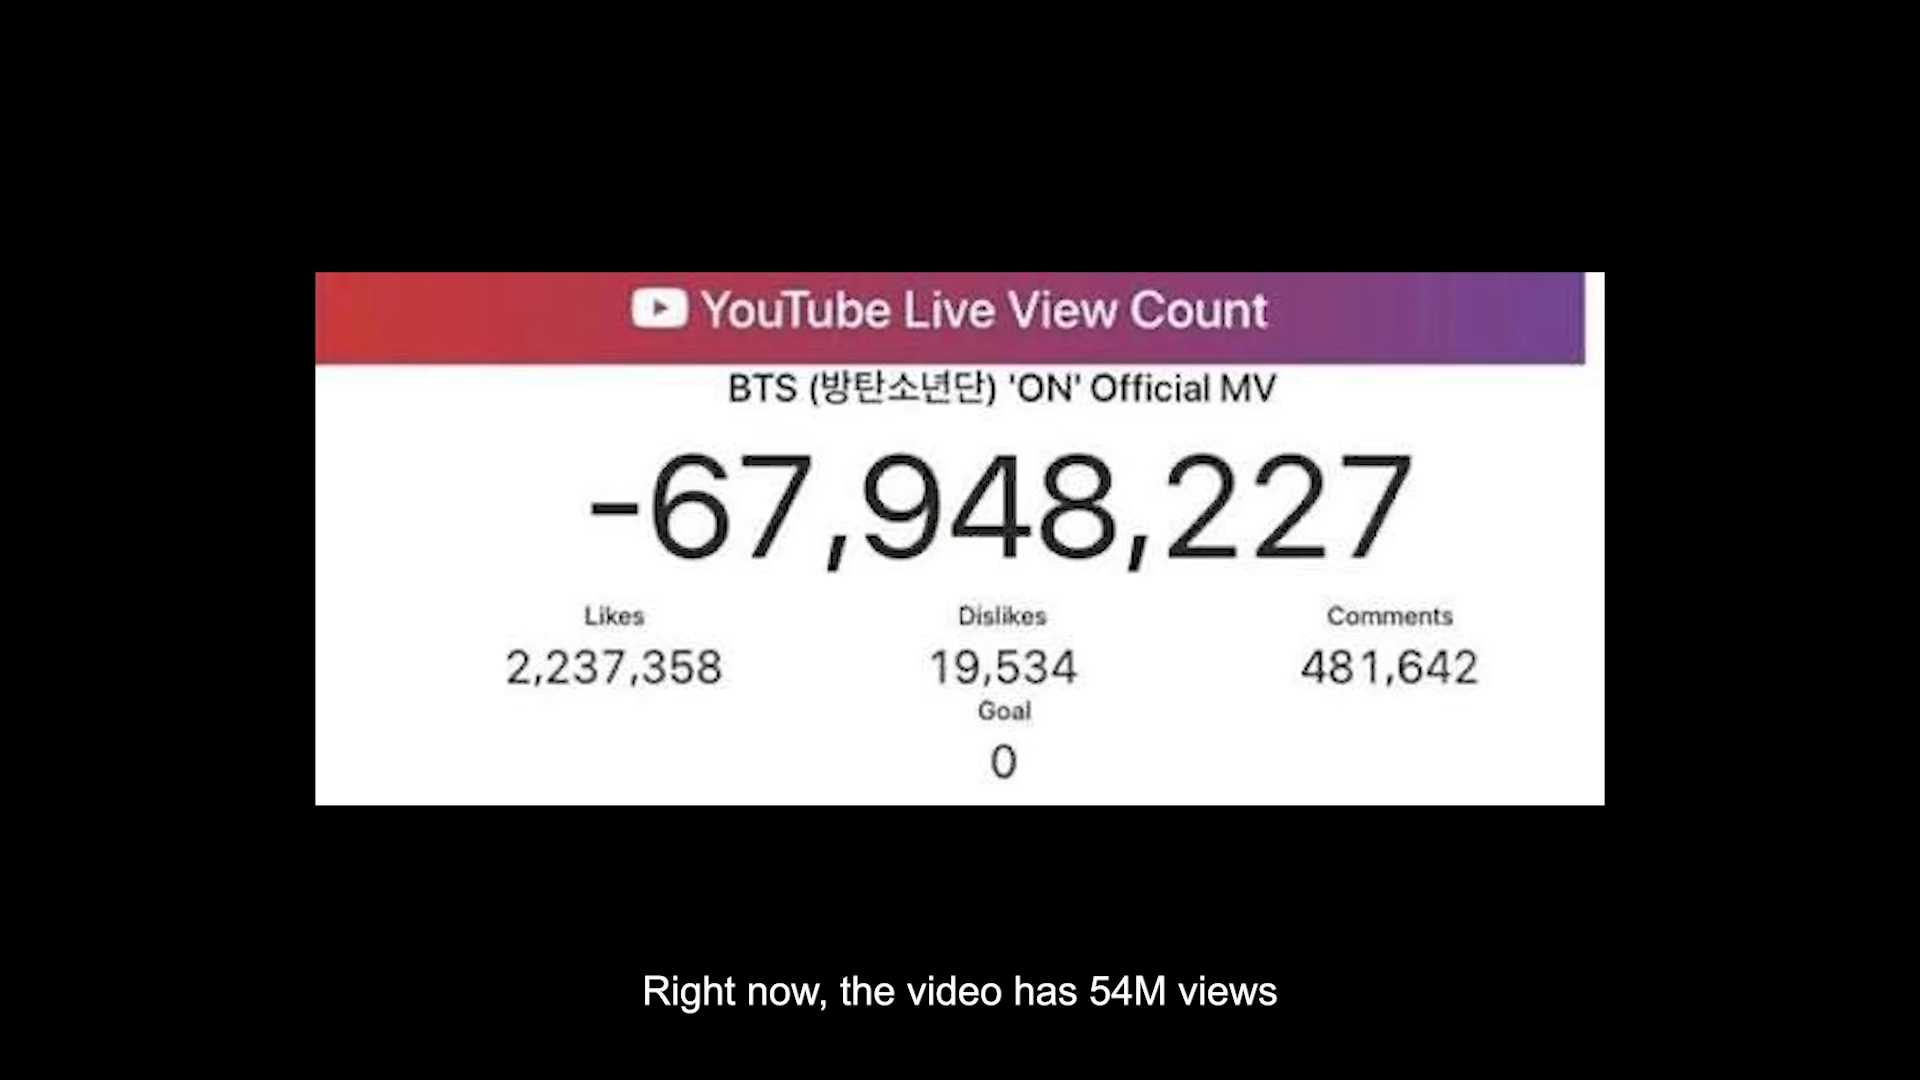 YouTube Live View Count
BTS (방탄소년단) 'ON' Official MV
-67,948,227
Likes Dislikes Comments
2,237,358 19,534 481,642
Goal
0
Right now, the video has 54M views